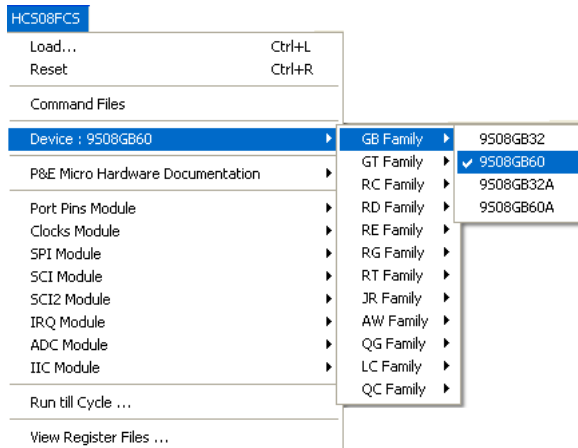 HCS08FCS
Load... Ctrl+L
Reset Ctrl+R
Command Files
Device : 9S08GB60
P&E Micro Hardware Documentation
Port Pins Module
Clocks Module
SPI Module
SCI Module
SCI2 Module
IRQ Module
ADC Module
IIC Module
Run till Cycle ...
View Register Files ...
GB Family
GT Family
RC Family
RD Family
RE Family
RG Family
RT Family
JR Family
AW Family
QG Family
LC Family
QC Family
9S08GB32
9S08GB60
9S08GB32A
9S08GB60A